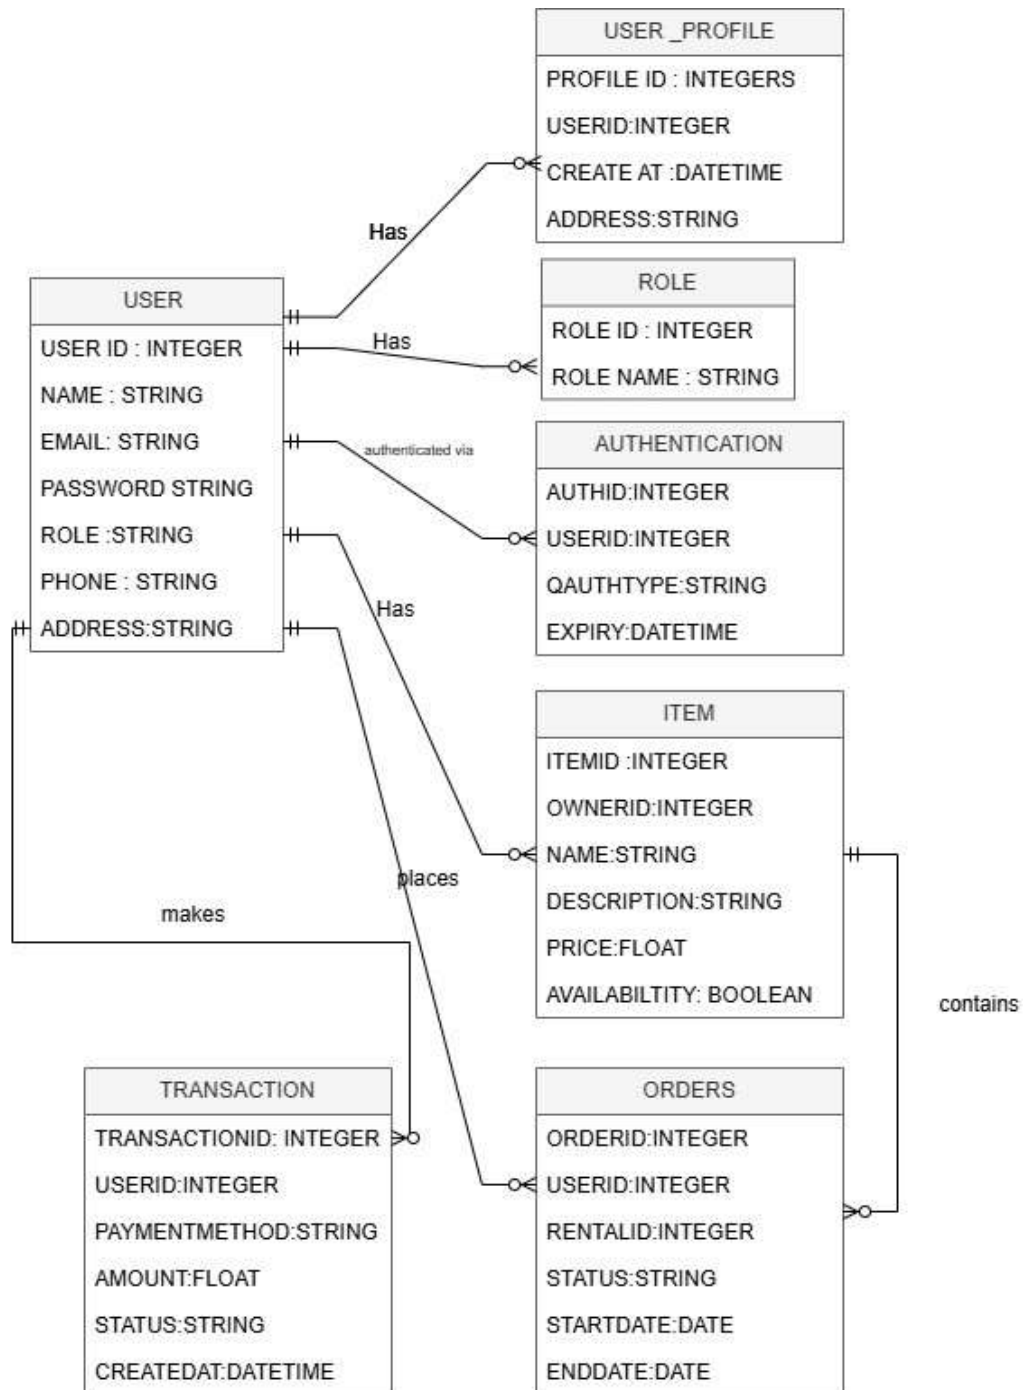 USER _PROFILE
PROFILE ID : INTEGERS
USERID:INTEGER
CREATE AT :DATETIME
ADDRESS:STRING
Has
ROLE
ROLE ID : INTEGER
ROLE NAME : STRING
USER
USER ID : INTEGER
NAME : STRING
EMAIL: STRING
PASSWORD STRING
ROLE :STRING
PHONE : STRING
ADDRESS:STRING
Has
authenticated via
AUTHENTICATION
AUTHID:INTEGER
USERID:INTEGER
QAUTHTYPE:STRING
EXPIRY:DATETIME
Has
ITEM
ITEMID :INTEGER
OWNERID:INTEGER
NAME:STRING
DESCRIPTION:STRING
PRICE:FLOAT
AVAILABILTITY: BOOLEAN
places
makes
contains
TRANSACTION
TRANSACTIONID: INTEGER
USERID:INTEGER
PAYMENTMETHOD:STRING
AMOUNT:FLOAT
STATUS:STRING
CREATEDAT:DATETIME
ORDERS
ORDERID:INTEGER
USERID:INTEGER
RENTALID:INTEGER
STATUS:STRING
STARTDATE:DATE
ENDDATE:DATE